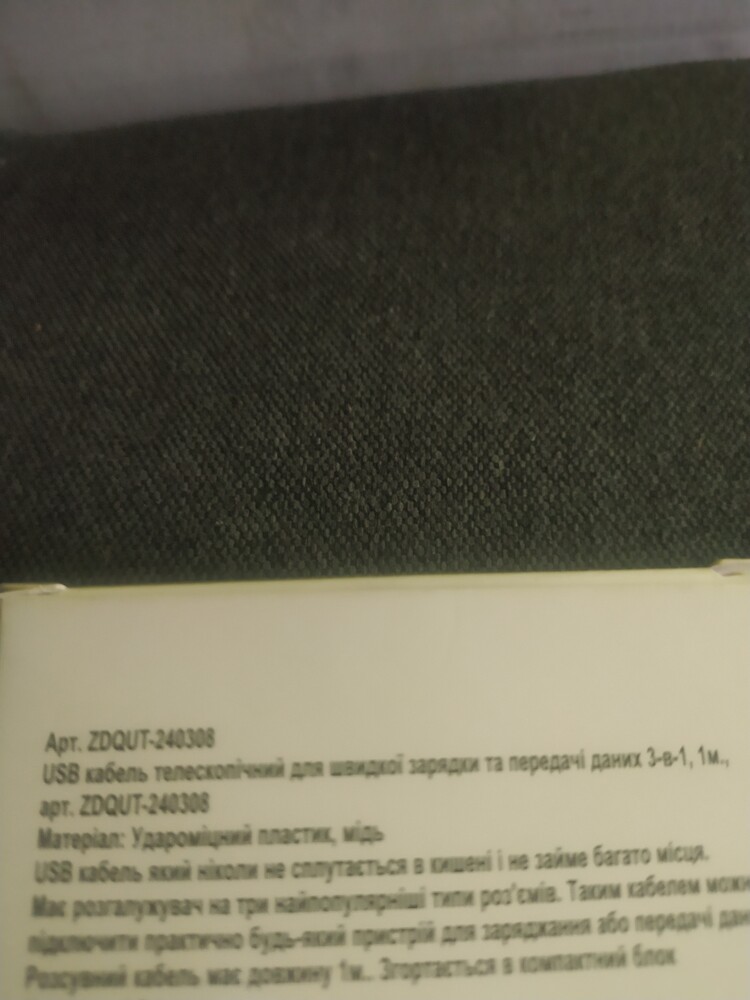 Арт. ZDQUT-240308
USB кабель телескопічний для швидкої зарядки та передачі даних 3-в-1, 1м.,
арт. ZDQUT-240308
Матеріал: Удароміцний пластик, мідь
USB кабель який ніколи не сплутається в кишені і не займе багато місця.
Має розгалужувач на три найпопулярніші типи роз'ємів. Таким кабелем можн
підключити практично будь-який пристрій для заряджання або передачі дан
Розсувний кабель має довжину 1м.. Згортається в компактний блок